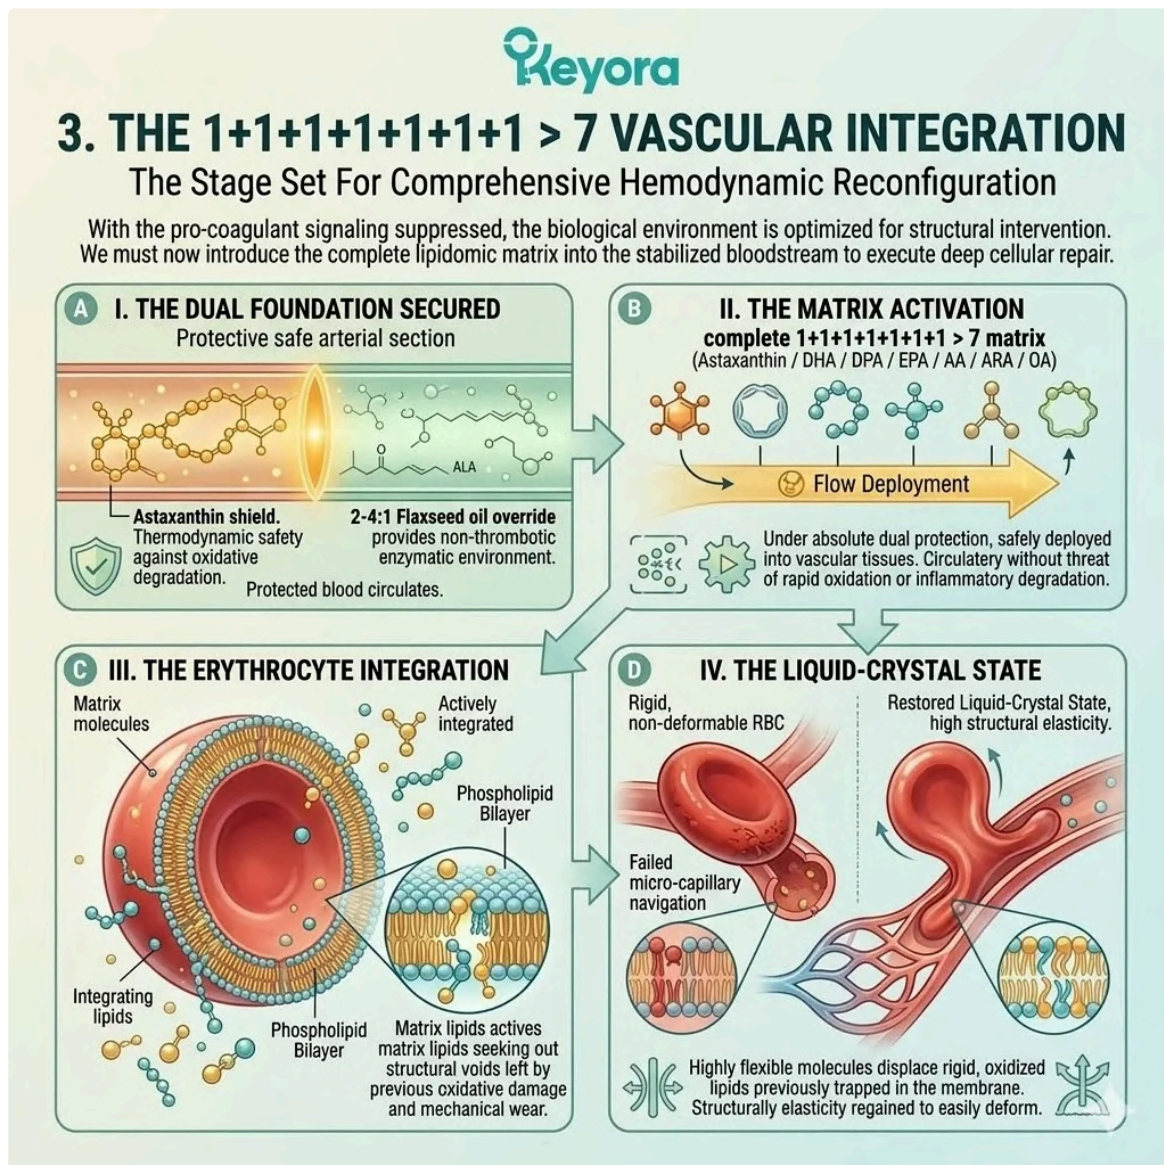 Keyora
3. THE 1+1+1+1+1+1+1 > 7 VASCULAR INTEGRATION
The Stage Set For Comprehensive Hemodynamic Reconfiguration
With the pro-coagulant signaling suppressed, the biological environment is optimized for structural intervention.
We must now introduce the complete lipidomic matrix into the stabilized bloodstream to execute deep cellular repair.
A I. THE DUAL FOUNDATION SECURED
Protective safe arterial section
O
ALA
Astaxanthin shield.
Thermodynamic safety
against oxidative
degradation.
2-4:1 Flaxseed oil override
provides non-thrombotic
enzymatic environment.
Protected blood circulates.
B II. THE MATRIX ACTIVATION
complete 1+1+1+1+1+1+1 > 7 matrix
(Astaxanthin / DHA / DPA / EPA / AA / ARA / OA)
Flow Deployment
Under absolute dual protection, safely deployed
into vascular tissues. Circulatery without threat
of rapid oxidation or inflammatory degradation.
C III. THE ERYTHROCYTE INTEGRATION
Matrix
molecules
Actively
integrated
Phospholipid
Bilayer
Integrating
lipids
Phospholipid
Bilayer
Matrix lipids actives
matrix lipids seeking out
structural voids left by
previous oxidative damage
and mechanical wear.
D IV. THE LIQUID-CRYSTAL STATE
Rigid,
non-deformable RBC
Restored Liquid-Crystal State,
high structural elasticity.
Failed
micro-capillary
navigation
Highly flexible molecules displace rigid, oxidized
lipids previously trapped in the membrane.
Structurally elasticity regained to easily deform.